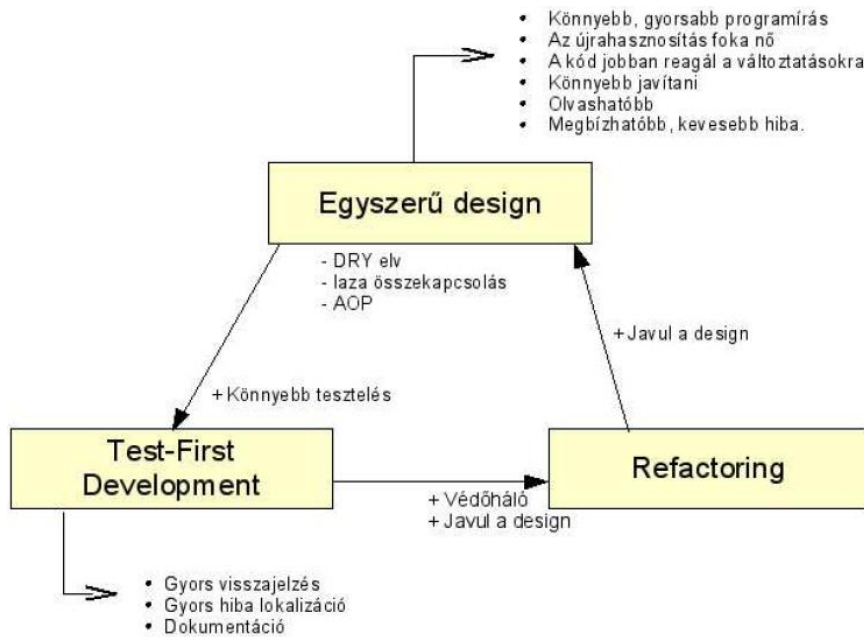 • Könnyebb, gyorsabb programírás
• Az újrahasznosítás foka nő
• A kód jobban reagál a változtatásokra
• Könnyebb javítani
• Olvashatóbb
• Megbízhatóbb, kevesebb hiba.
Egyszerű design
- DRY elv
- laza összekapcsolás
- AOP
+ Javul a design
+ Könnyebb tesztelés
Test-First
Development
Refactoring
+ Védőháló
+ Javul a design
• Gyors visszajelzés
• Gyors hiba lokalizáció
• Dokumentáció